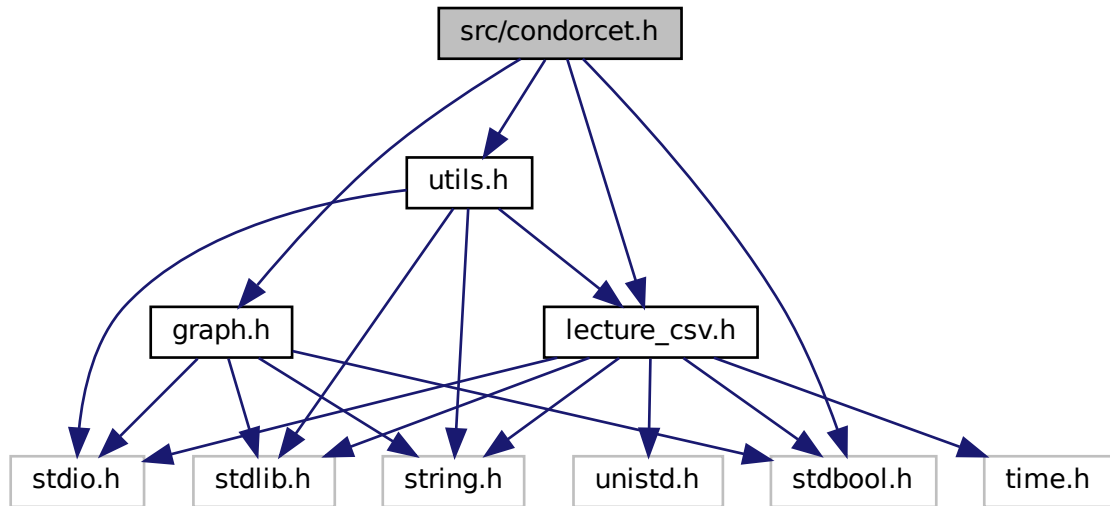 src/condorcet.h
utils.h
graph.h
lecture_csv.h
stdio.h
stdlib.h
string.h
unistd.h
stdbool.h
time.h